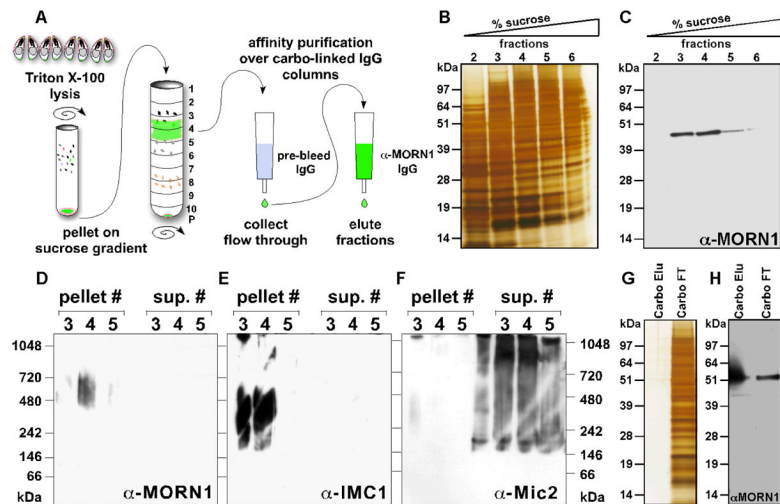 A
Triton X-100
lysis
pellet on
sucrose gradient
1
2
3
4
5
6
7
8
9
10
P
affinity purification
over carbo-linked IgG
columns
pre-bleed
IgG
α-MORN1
IgG
collect
flow through
elute
fractions
B
% sucrose
fractions
2 3 4 5 6
kDa
97
64
51
39
28
19
14
C
% sucrose
fractions
2 3 4 5 6
kDa
97
64
51
39
28
19
14
α-MORN1
D
pellet # sup. #
3 4 5 3 4 5
1048
720
480
242
146
66
kDa
α-MORN1
E
pellet # sup. #
3 4 5 3 4 5
α-IMC1
F
pellet # sup. #
3 4 5 3 4 5
1048
720
480
242
146
66
kDa
α-Mic2
G
Carbo Elu
Carbo FT
kDa
97
64
51
39
28
19
14
H
Carbo Elu
Carbo FT
kDa
97
64
51
39
28
19
14
αMORN1